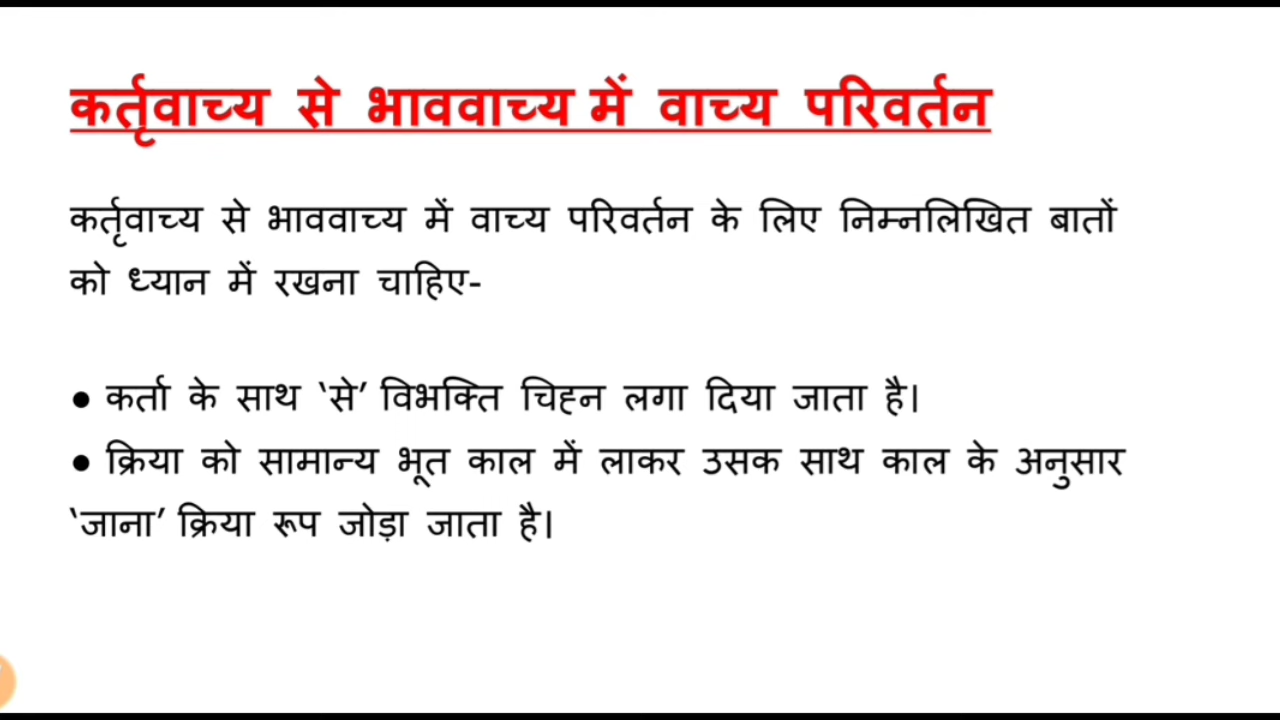 कर्तृवाच्य से भाववाच्य में वाच्य परिवर्तन
कर्तृवाच्य से भाववाच्य में वाच्य परिवर्तन के लिए निम्नलिखित बातों
को ध्यान में रखना चाहिए-
● कर्ता के साथ ‘से’ विभक्ति चिह्न लगा दिया जाता है।
● क्रिया को सामान्य भूत काल में लाकर उसक साथ काल के अनुसार
‘जाना’ क्रिया रूप जोड़ा जाता है।